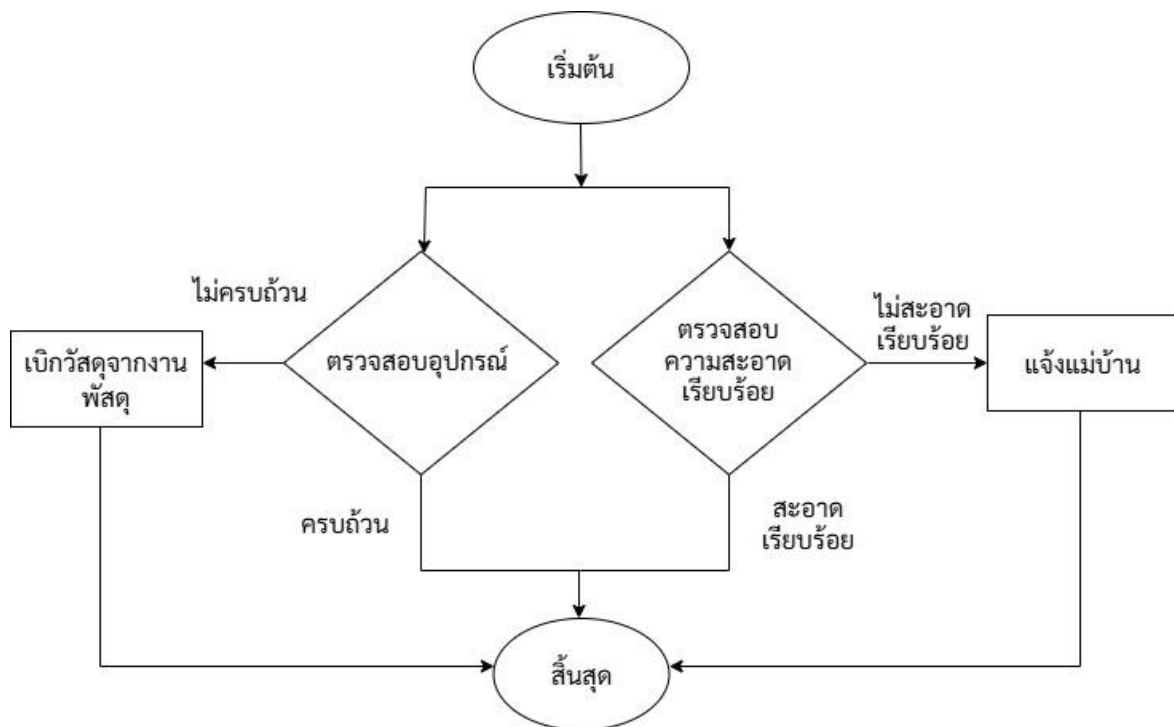 เริ่มต้น
ไม่ครบถ้วน
เบิกวัสดุจากงาน
พัสดุ
ตรวจสอบอุปกรณ์
ตรวจสอบ
ความสะอาด
เรียบร้อย
ไม่สะอาด
เรียบร้อย
แจ้งแม่บ้าน
ครบถ้วน
สะอาด
เรียบร้อย
สิ้นสุด